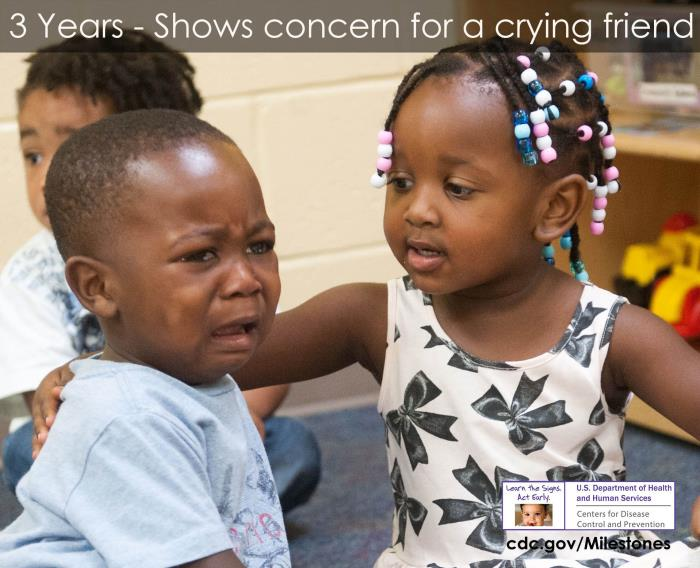 3 Years - Shows concern for a crying friend
Learn the Signs.
Act Early.
U.S. Department of Health
and Human Services
Centers for Disease
Control and Prevention
cdc.gov/Milestones